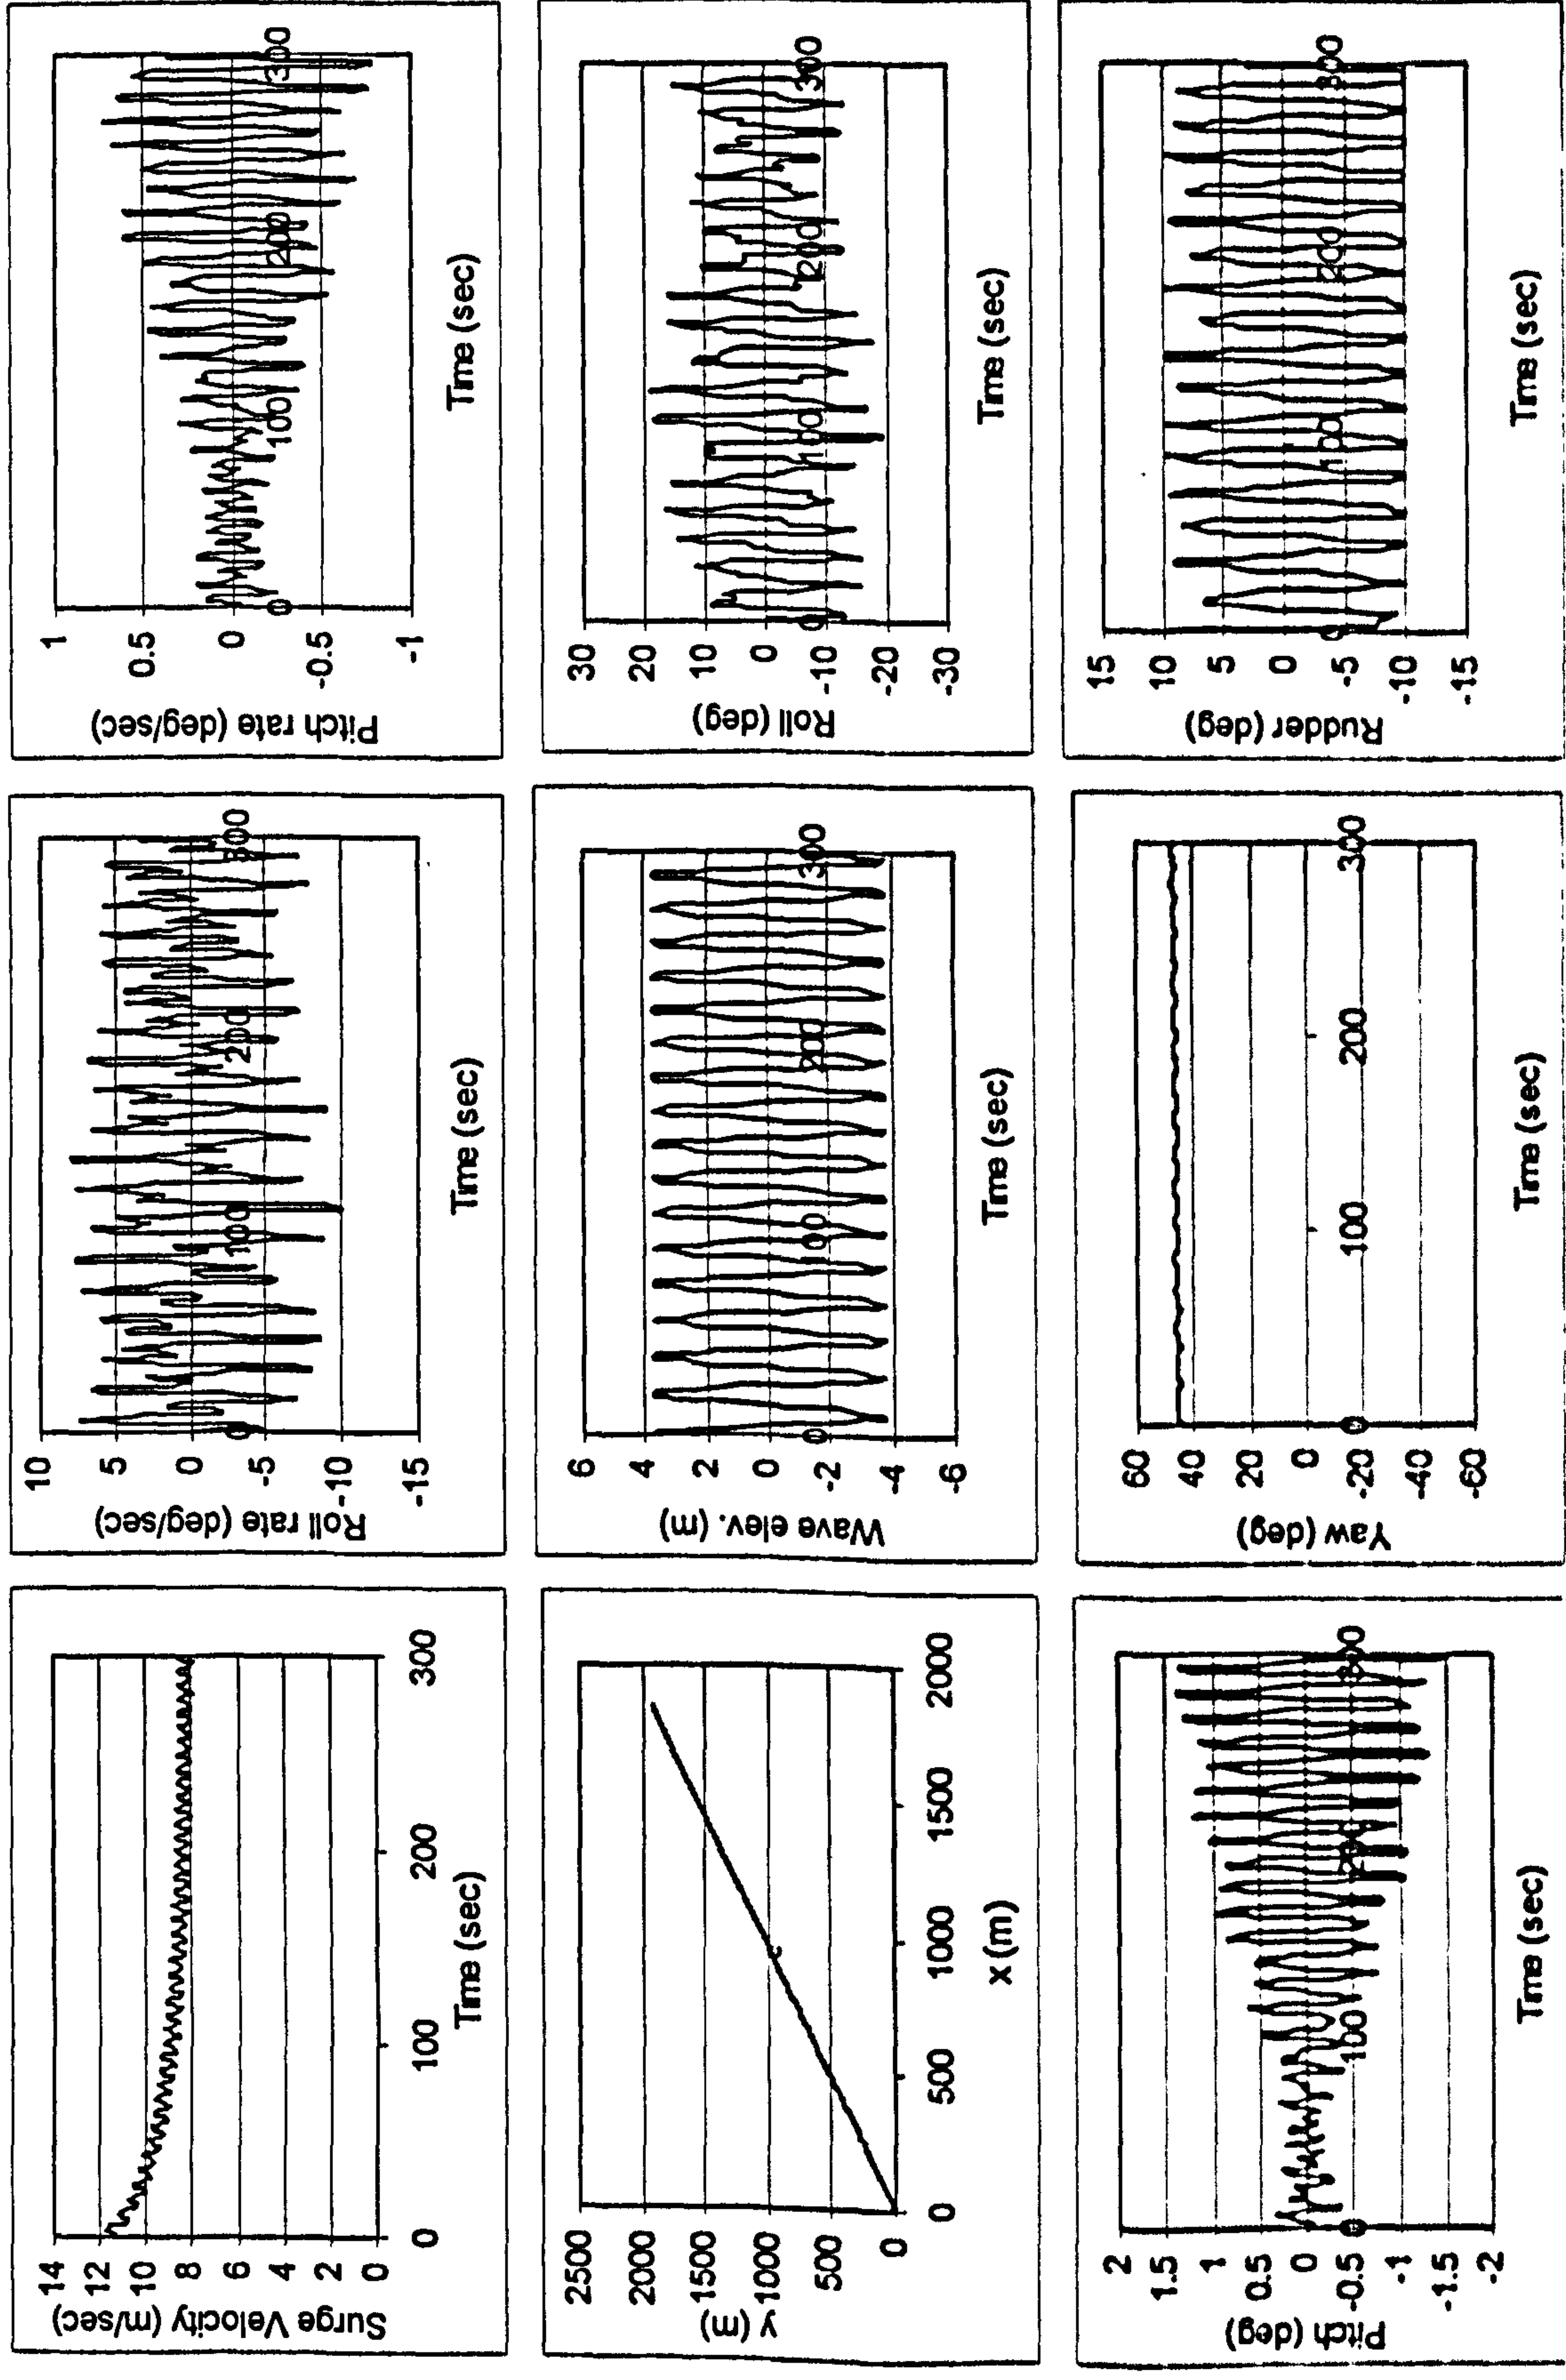 Surge Velocity (m/sec)
14
12
10
8
6
4
2
0
0 100 200 300
Time (sec)
Roll rate (deg/sec)
10
5
0
-5
-10
-15
0 100 200 300
Time (sec)
Pitch rate (deg/sec)
1
0.5
0
-0.5
-1
0 100 200 300
Time (sec)
y (m)
2500
2000
1500
1000
500
0
0 500 1000 1500 2000
x (m)
Wave elev. (m)
6
4
2
0
-2
-4
-6
0 100 200 300
Time (sec)
Roll (deg)
30
20
10
0
-10
-20
-30
0 100 200 300
Time (sec)
Pitch (deg)
2
1.5
1
0.5
0
-0.5
-1
-1.5
-2
0 100 200 300
Time (sec)
Yaw (deg)
60
40
20
0
-20
-40
-60
0 100 200 300
Time (sec)
Rudder (deg)
15
10
5
0
-5
-10
-15
0 100 200 300
Time (sec)